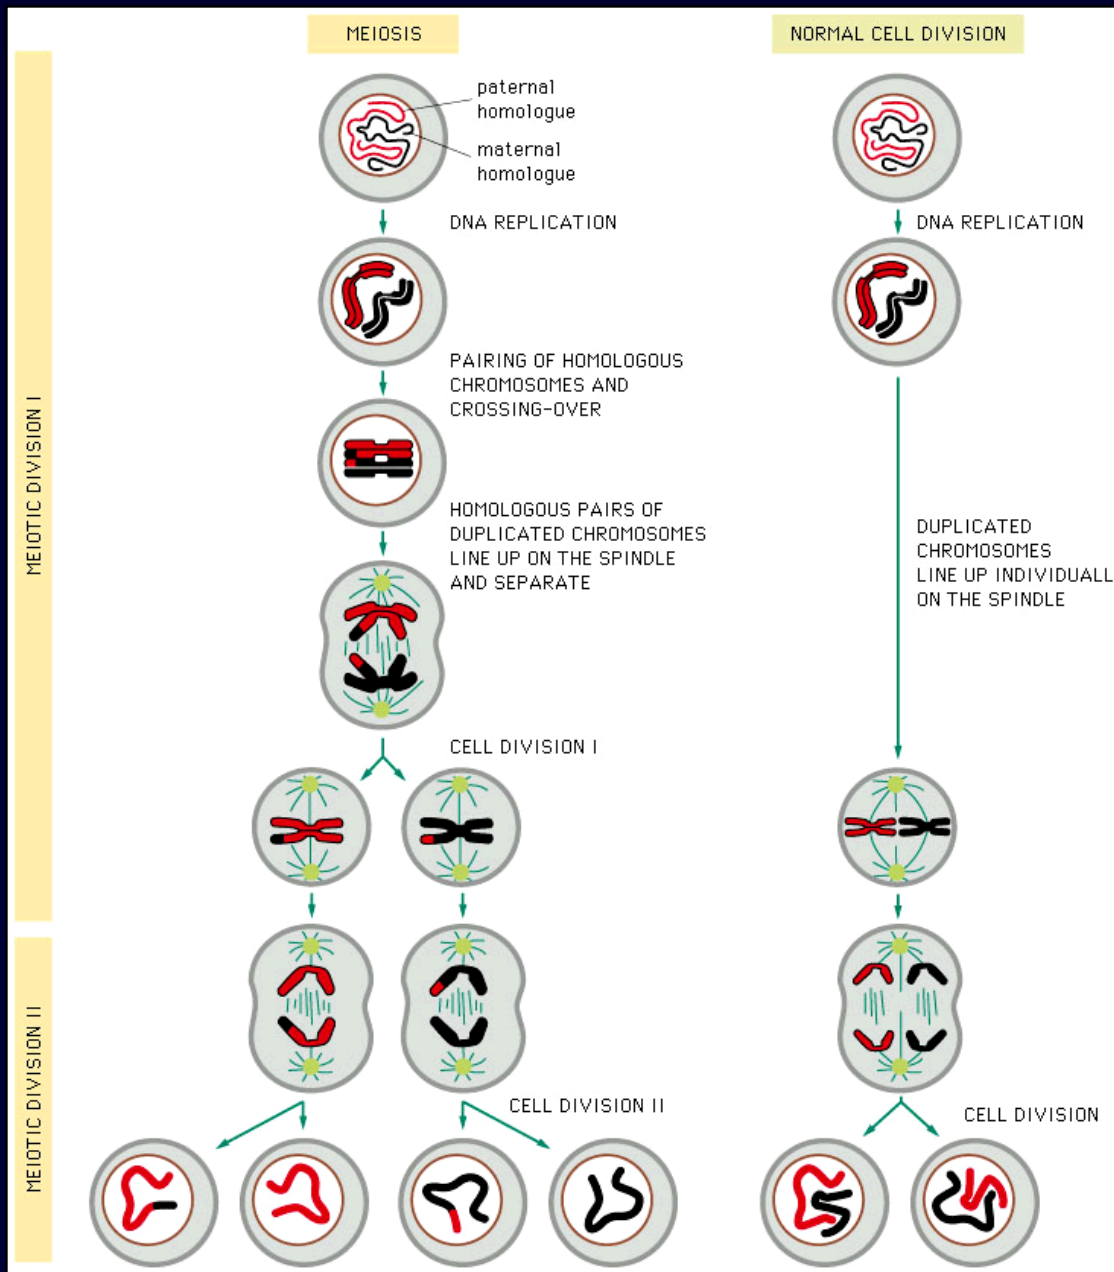 MEIOSIS
NORMAL CELL DIVISION
paternal
homologue
maternal
homologue
DNA REPLICATION
DNA REPLICATION
PAIRING OF HOMOLOGOUS
CHROMOSOMES AND
CROSSING-OVER
HOMOLOGOUS PAIRS OF
DUPLICATED CHROMOSOMES
LINE UP ON THE SPINDLE
AND SEPARATE
DUPLICATED
CHROMOSOMES
LINE UP INDIVIDUALL
ON THE SPINDLE
MEIOTIC DIVISION I
CELL DIVISION I
MEIOTIC DIVISION II
CELL DIVISION II
CELL DIVISION